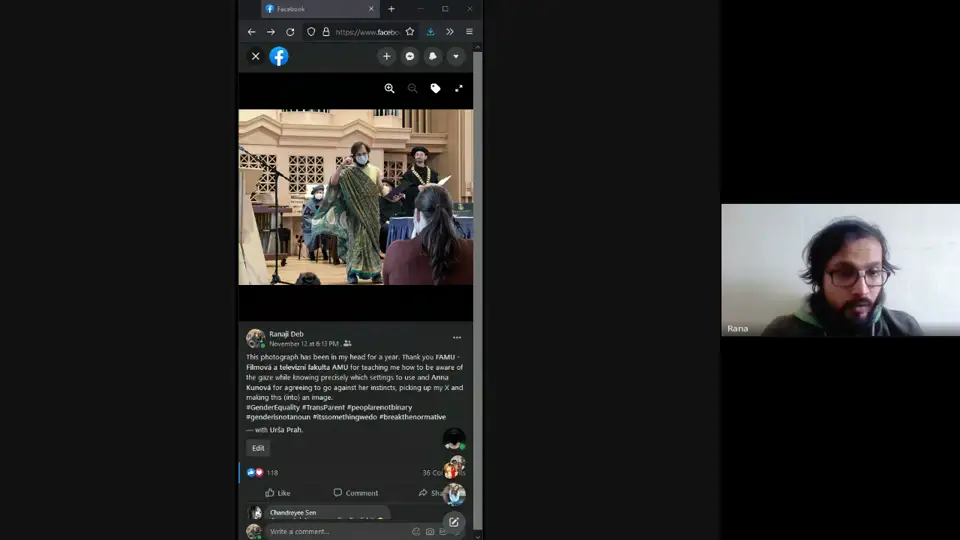 Facebook
https://www.facebo
Ranaji Deb
November 12 at 6:13 PM
This photograph has been in my head for a year. Thank you FAMU -
Filmová a televizní fakulta AMU for teaching me how to be aware of
the gaze while knowing precisely which settings to use and Anna
Kunová for agreeing to go against her instincts, picking up my X and
making this (into) an image.
#GenderEquality #TransParent #peoplarenotbinary
#genderisnotanoun #itssomethingwedo #breakthenormative
— with Urša Prah.
Edit
118
36 Co
Like
Comment
Sha
Chandreyee Sen
Write a comment...
Rana